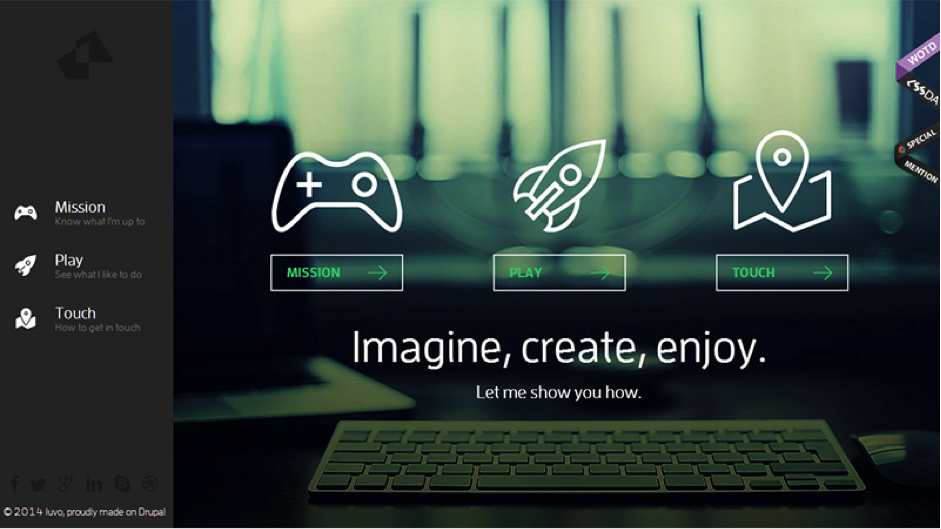 Mission
Know what I'm up to
Play
See what I like to do
Touch
How to get in touch
© 2014 luvo, proudly made on Drupal
MISSION
PLAY
TOUCH
Imagine, create, enjoy.
Let me show you how.
WOTD
CSSDA
SPECIAL
MENTION